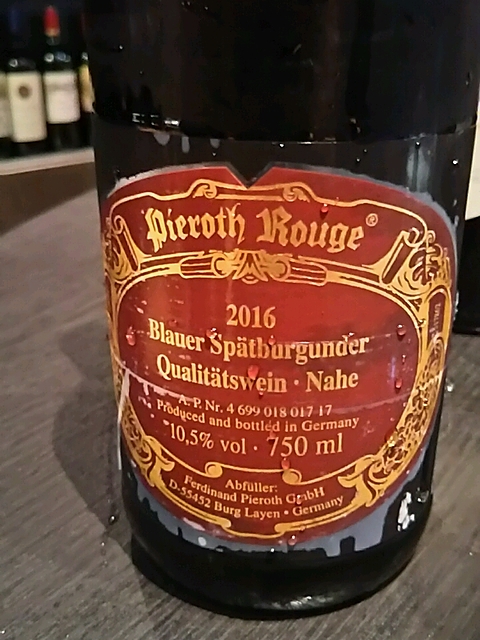 Pieroth Rouge®
2016
Blauer Spätburgunder
Qualitätswein · Nahe
A. P. Nr. 4 699 018 017 17
Produced and bottled in Germany
10,5% vol · 750 ml
Abfüller:
Ferdinand Pieroth GmbH
D-55452 Burg Layen • Germany